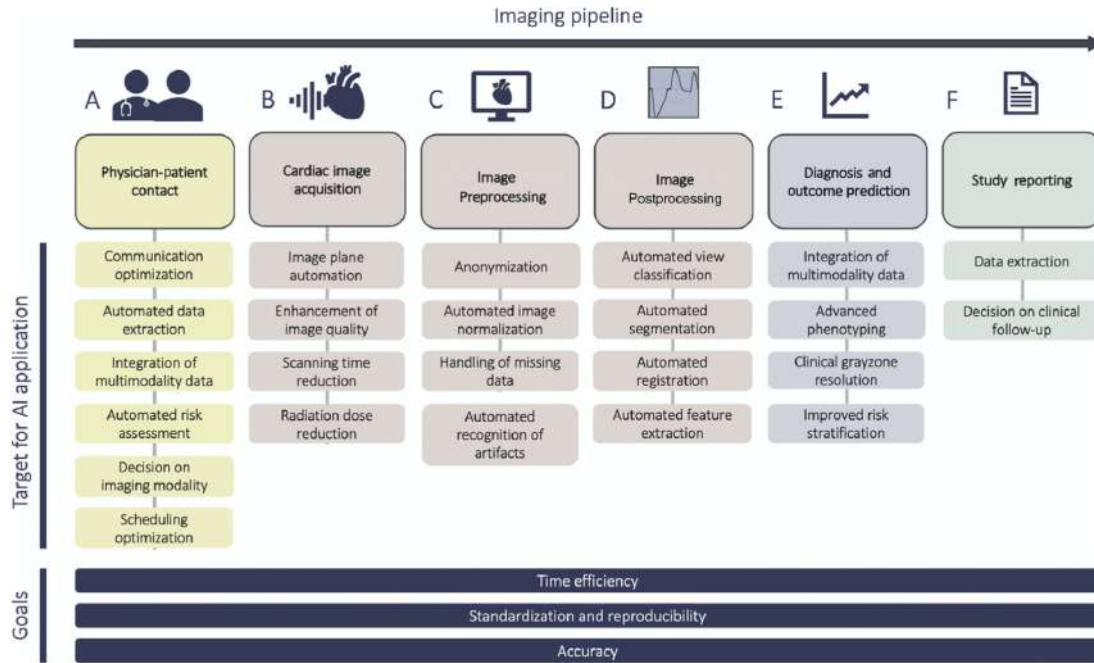 Imaging pipeline
A
B
C
D
E
F
Physician-patient
contact
Cardiac image
acquisition
Image
Preprocessing
Image
Postprocessing
Diagnosis and
outcome prediction
Study reporting
Target for AI application
Communication
optimization
Automated data
extraction
Integration of
multimodality data
Automated risk
assessment
Decision on
imaging modality
Scheduling
optimization
Image plane
automation
Enhancement of
image quality
Scanning time
reduction
Radiation dose
reduction
Anonymization
Automated image
normalization
Handling of missing
data
Automated
recognition of
artifacts
Automated view
classification
Automated
segmentation
Automated
registration
Automated feature
extraction
Integration of
multimodality data
Advanced
phenotyping
Clinical grayzone
resolution
Improved risk
stratification
Data extraction
Decision on clinical
follow-up
Goals
Time efficiency
Standardization and reproducibility
Accuracy